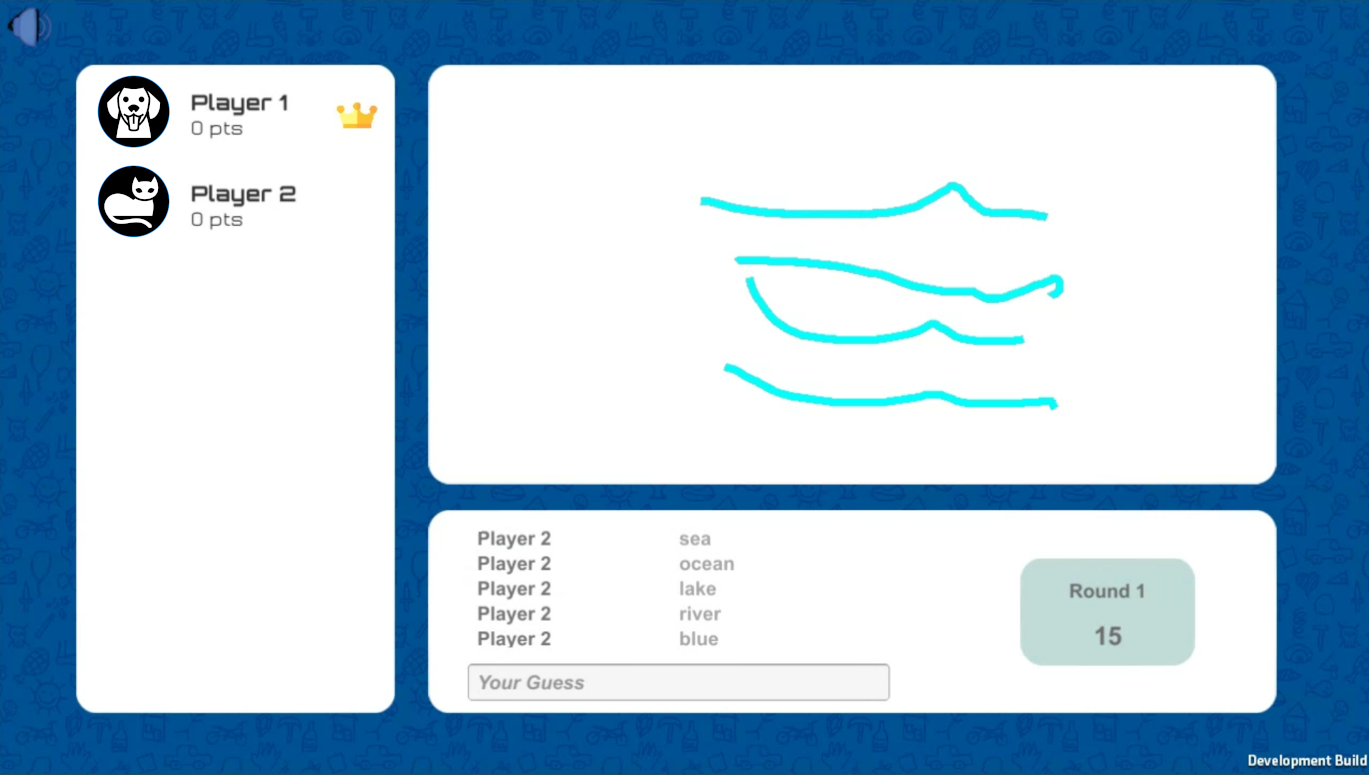 Player 1
0 pts
Player 2
0 pts
Player 2 sea
Player 2 ocean
Player 2 lake
Player 2 river
Player 2 blue
Your Guess
Round 1
15
Development Build